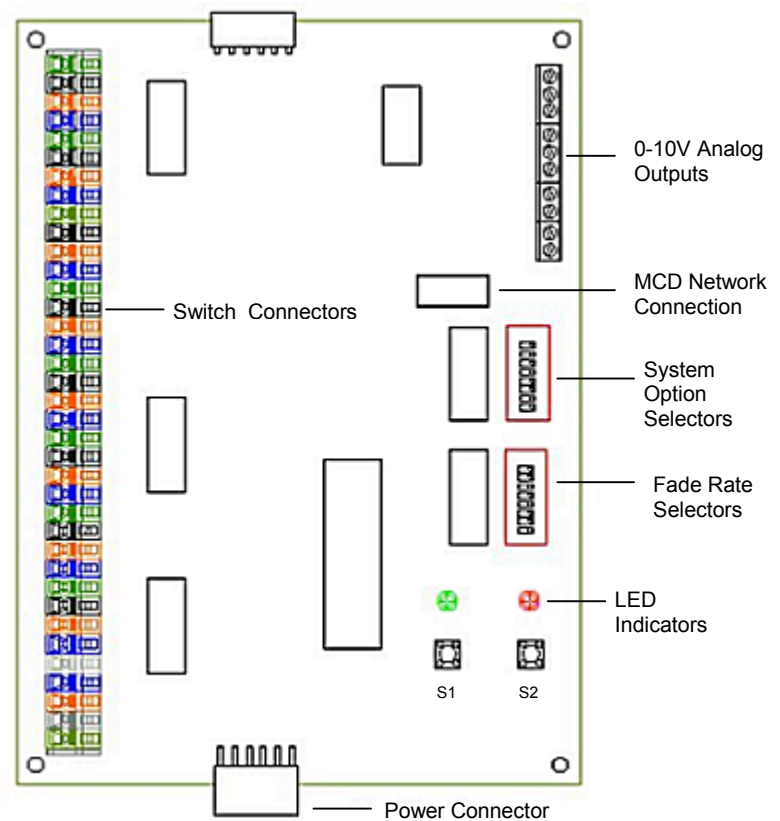 0-10V Analog
Outputs
MCD Network
Connection
Switch Connectors
System
Option
Selectors
Fade Rate
Selectors
LED
Indicators
S1
S2
Power Connector